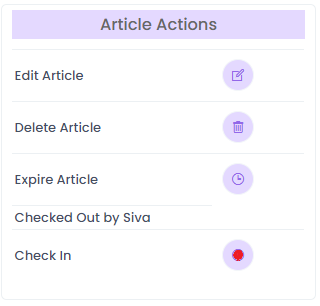 Article Actions
Edit Article
Delete Article
Expire Article
Checked Out by Siva
Check In